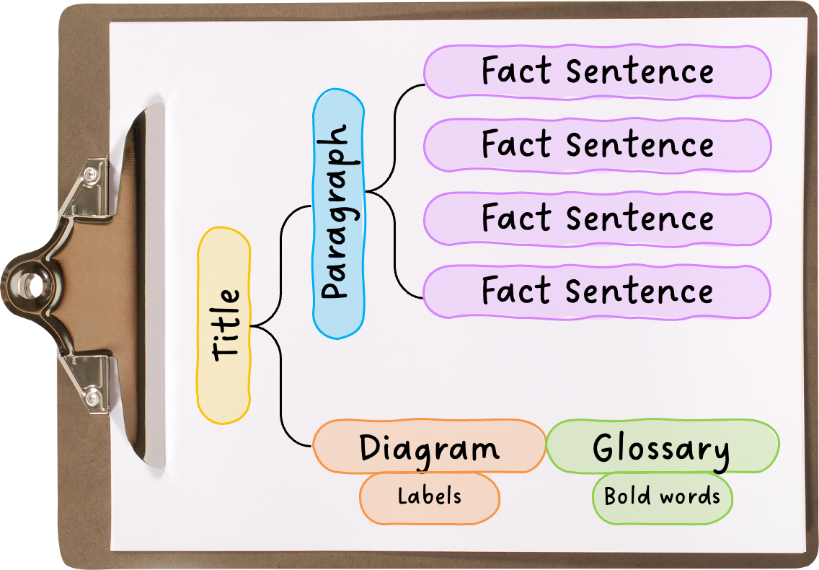 Title
Paragraph
Fact Sentence
Fact Sentence
Fact Sentence
Fact Sentence
Diagram
Labels
Glossary
Bold words